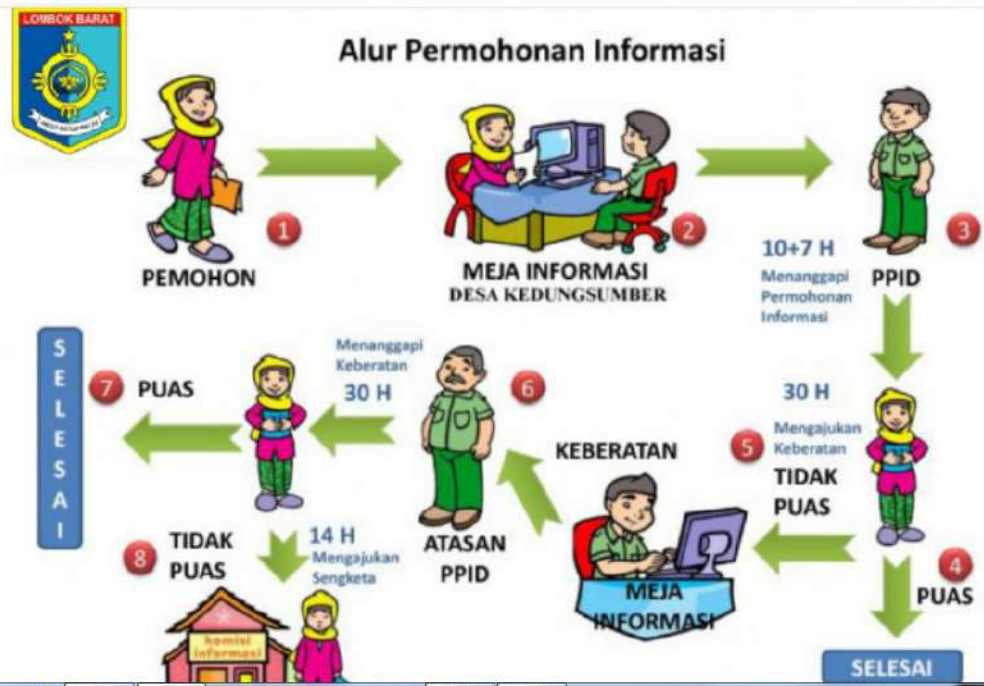 LOMBOK BARAT
Alur Permohonan Informasi
1
PEMOHON
2
MEJA INFORMASI
DESA KEDUNGSUMBER
3
PPID
10+7 H
Menanggapi
Permohonan
Informasi
30 H
Mengajukan
Keberatan
5
TIDAK
PUAS
4
PUAS
SELESAI
KEBERATAN
MEJA
INFORMASI
6
ATASAN
PPID
Menanggapi
Keberatan
30 H
7
PUAS
SELESAI
8
TIDAK
PUAS
14 H
Mengajukan
Sengketa
komisi
informasi